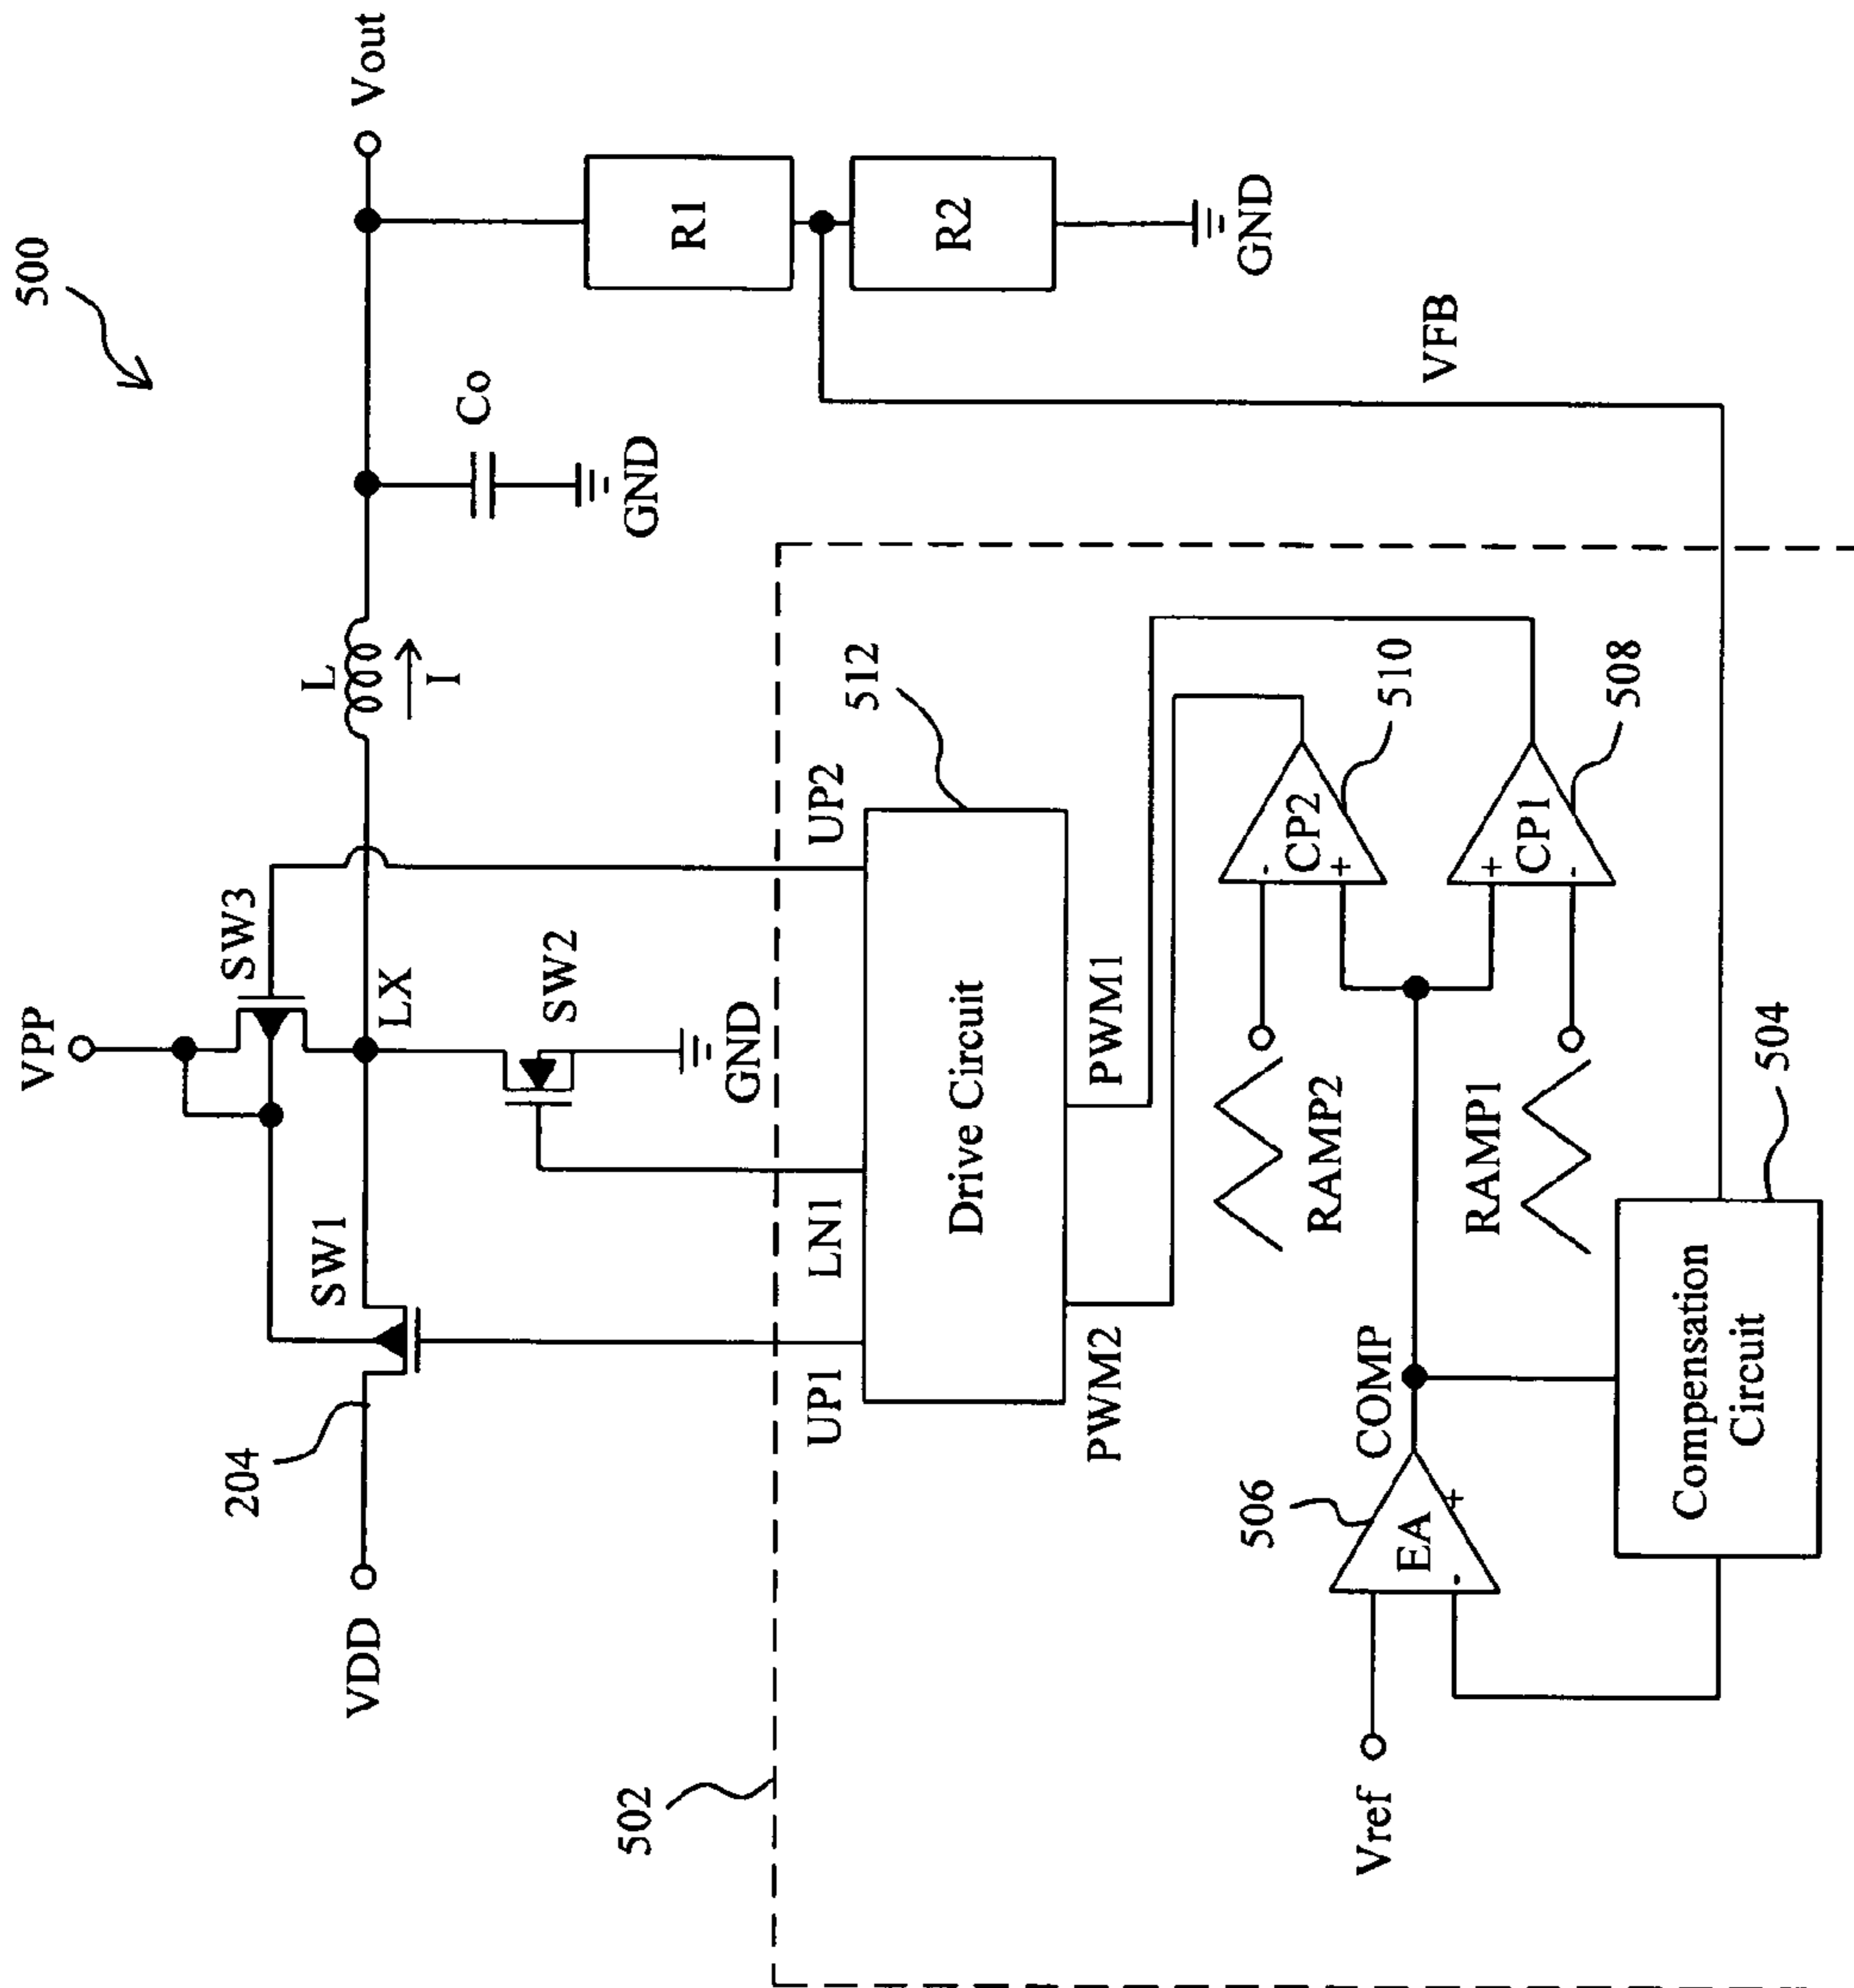 500
VPP
SW3
VDD
204
SW1
LX
L
I
Vout
SW2
GND
Co
GND
R1
R2
GND
502
UP1
LN1
UP2
512
Drive Circuit
PWM2
PWM1
VFB
506
Vref
EA
-
+
COMP
RAMP2
-
+
CP2
510
RAMP1
+
-
CP1
508
Compensation
Circuit
504